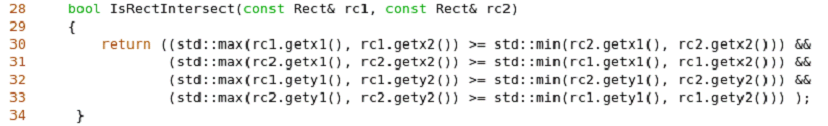 28 bool IsRectIntersect(const Rect& rc1, const Rect& rc2)
29 {
30 return ((std::max(rc1.getx1(), rc1.getx2()) >= std::min(rc2.getx1(), rc2.getx2())) &&
31 (std::max(rc2.getx1(), rc2.getx2()) >= std::min(rc1.getx1(), rc1.getx2())) &&
32 (std::max(rc1.gety1(), rc1.gety2()) >= std::min(rc2.gety1(), rc2.gety2())) &&
33 (std::max(rc2.gety1(), rc2.gety2()) >= std::min(rc1.gety1(), rc1.gety2())) );
34 }